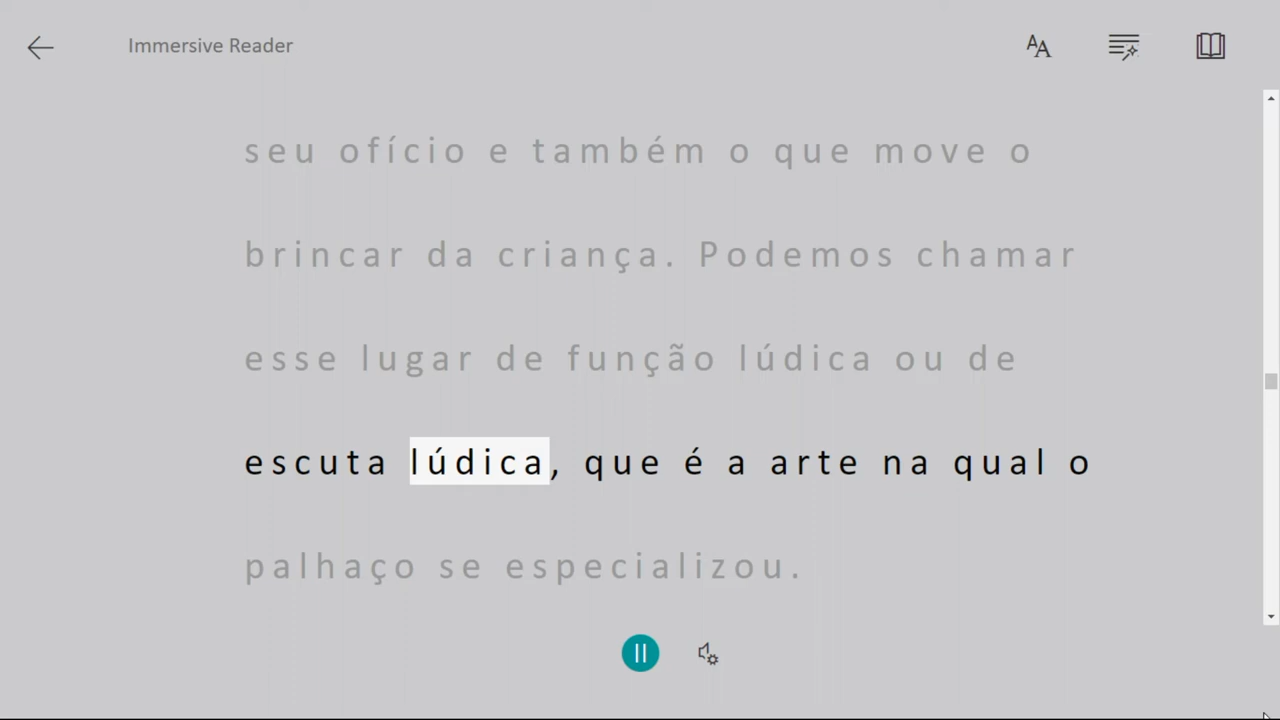 Immersive Reader
seu ofício e também o que move o
brincar da criança. Podemos chamar
esse lugar de função lúdica ou de
escuta lúdica, que é a arte na qual o
palhaço se especializou.